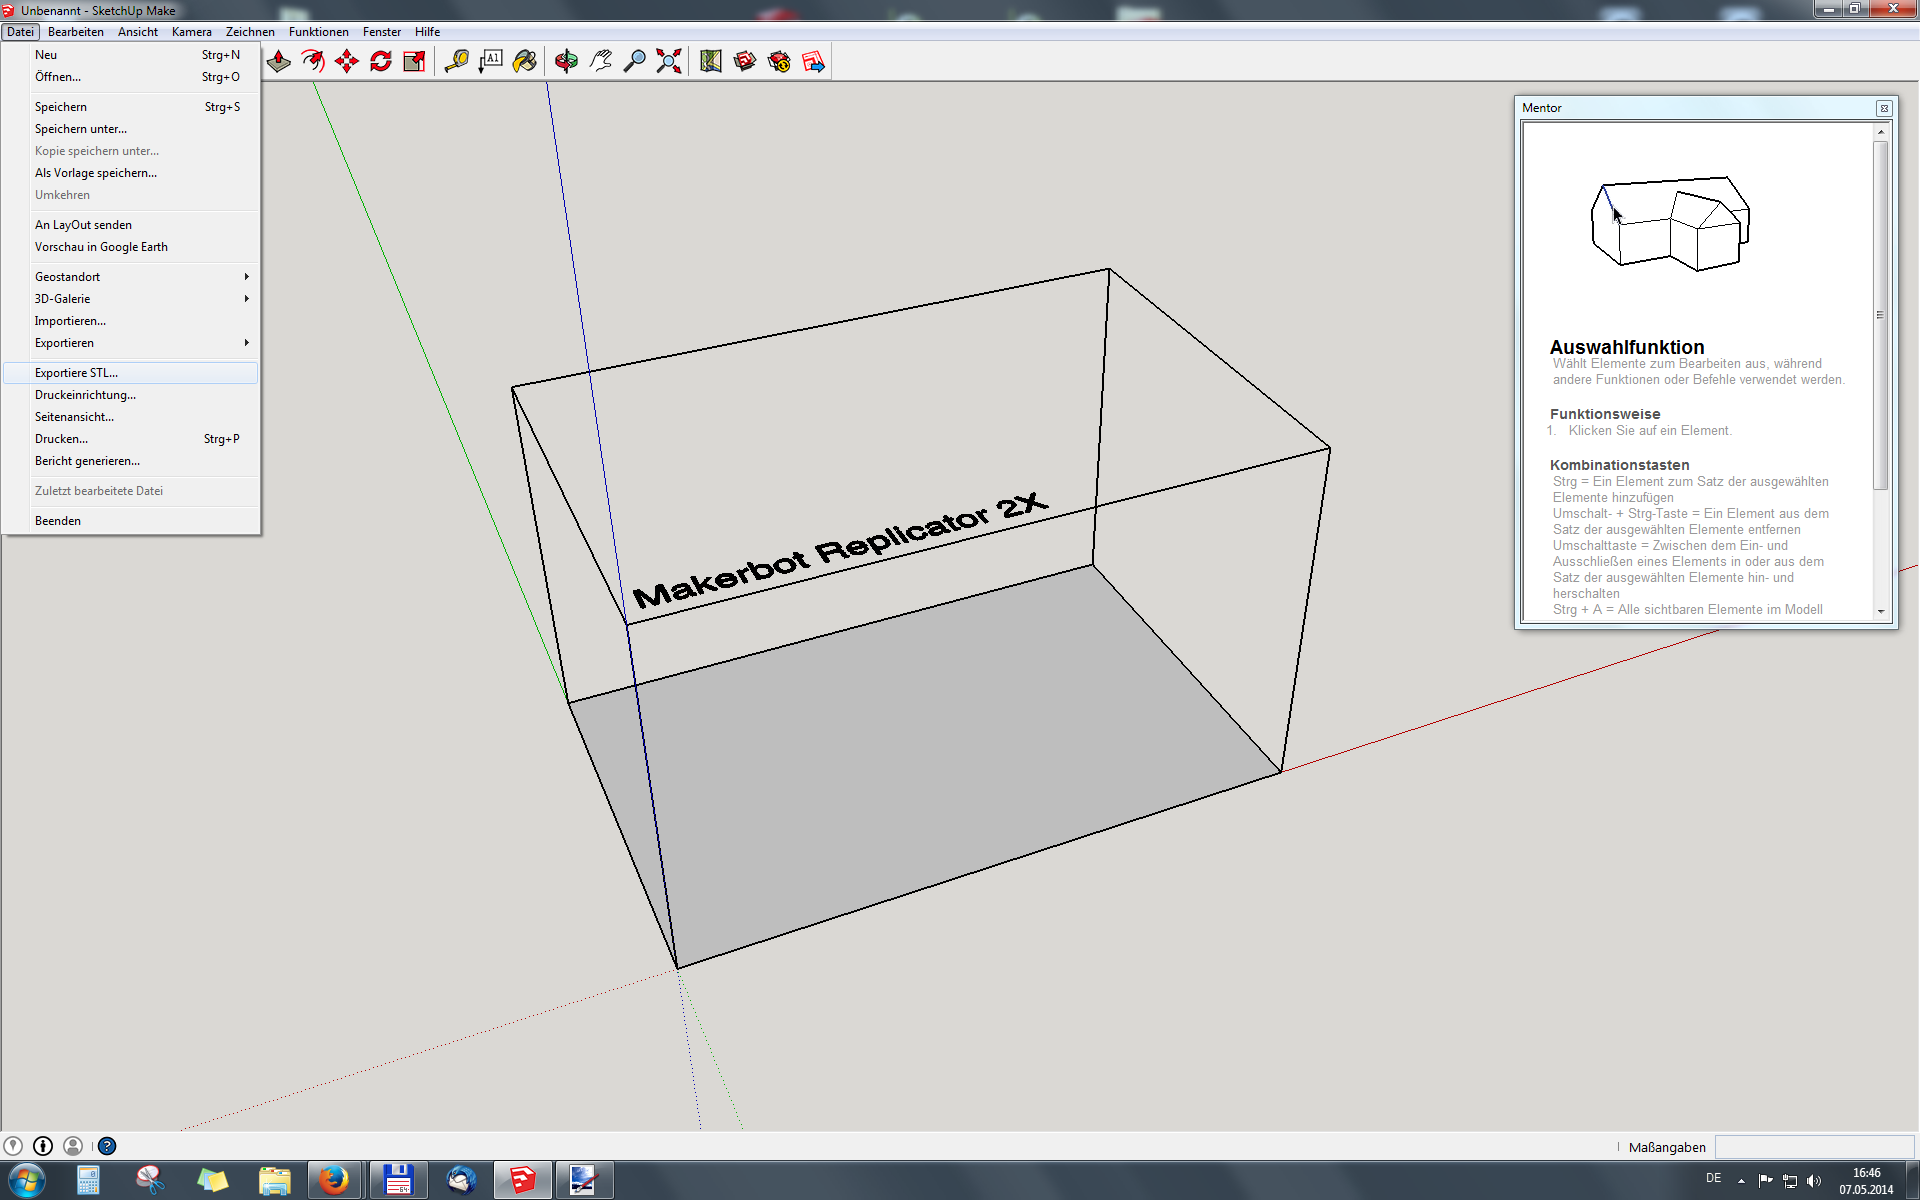 Unbenannt - SketchUp Make
Datei Bearbeiten Ansicht Kamera Zeichnen Funktionen Fenster Hilfe
Neu Strg+N
Öffnen... Strg+O
Speichern Strg+S
Speichern unter...
Kopie speichern unter...
Als Vorlage speichern...
Umkehren
An LayOut senden
Vorschau in Google Earth
Geostandort
3D-Galerie
Importieren...
Exportieren
Exportiere STL...
Druckeinrichtung...
Seitenansicht...
Drucken... Strg+P
Bericht generieren...
Zuletzt bearbeitete Datei
Beenden
A1
Makerbot Replicator 2X
Mentor
Auswahlfunktion
Wählt Elemente zum Bearbeiten aus, während
andere Funktionen oder Befehle verwendet werden.
Funktionsweise
1. Klicken Sie auf ein Element.
Kombinationstasten
Strg = Ein Element zum Satz der ausgewählten
Elemente hinzufügen
Umschalt- + Strg-Taste = Ein Element aus dem
Satz der ausgewählten Elemente entfernen
Umschalttaste = Zwischen dem Ein- und
Ausschließen eines Elements in oder aus dem
Satz der ausgewählten Elemente hin- und
herschalten
Strg + A = Alle sichtbaren Elemente im Modell
Maßangaben
64
DE
16:46
07.05.2014